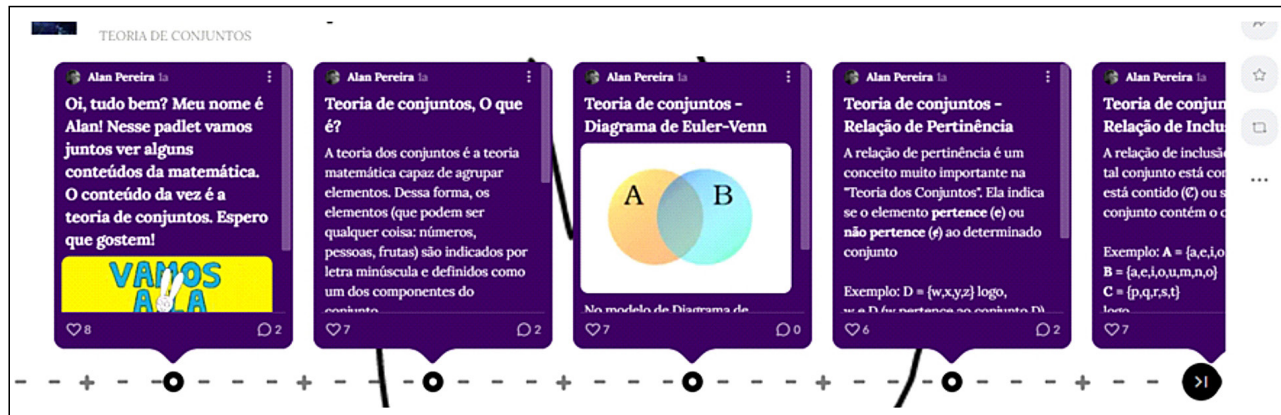 TEORIA DE CONJUNTOS
Alan Pereira 1a
Oi, tudo bem? Meu nome é
Alan! Nesse padlet vamos
juntos ver alguns
conteúdos da matemática.
O conteúdo da vez é a
teoria de conjuntos. Espero
que gostem!
VAMOS
A LA
8
2
Alan Pereira 1a
Teoria de conjuntos, O que
é?
A teoria dos conjuntos é a teoria
matemática capaz de agrupar
elementos. Dessa forma, os
elementos (que podem ser
qualquer coisa: números,
pessoas, frutas) são indicados por
letra minúscula e definidos como
um dos componentes do
conjunto
7
2
Alan Pereira 1a
Teoria de conjuntos -
Diagrama de Euler-Venn
A B
No modelo de Diagrama de
7
0
Alan Pereira 1a
Teoria de conjuntos -
Relação de Pertinência
A relação de pertinência é um
conceito muito importante na
"Teoria dos Conjuntos". Ela indica
se o elemento pertence (e) ou
não pertence (ɇ) ao determinado
conjunto
Exemplo: D = {w,x,y,z} logo,
w e D (w pertence ao conjunto D)
6
2
Alan Pereira 1a
Teoria de conjun
Relação de Inclu
A relação de inclusã
tal conjunto está con
está contido (Ȼ) ou s
conjunto contém o c
Exemplo: A = {a,e,i,o
B = {a,e,i,o,u,m,n,o}
C = {p,q,r,s,t}
logo
7